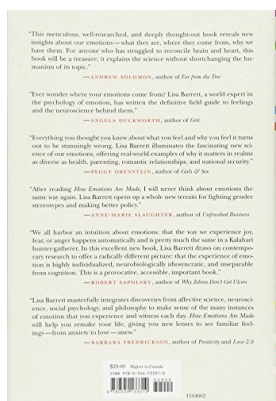 "This meticulous, well-researched, and deeply thought-out book reveals new
insights about our emotions—what they are, where they come from, why we
have them. For anyone who has struggled to reconcile brain and heart, this
book will be a treasure; it explains the science without shortchanging the hu-
manism of its topic."
—ANDREW SOLOMON, author of Far from the Tree
"Ever wonder where your emotions come from? Lisa Barrett, a world expert in
the psychology of emotion, has written the definitive field guide to feelings
and the neuroscience behind them."
—ANGELA DUCKWORTH, author of Grit
"Everything you thought you knew about what you feel and why you feel it turns
out to be stunningly wrong. Lisa Barrett illuminates the fascinating new sci-
ence of our emotions, offering real-world examples of why it matters in realms
as diverse as health, parenting, romantic relationships, and national security."
—PEGGY ORENSTEIN, author of Girls & Sex
"After reading How Emotions Are Made, I will never think about emotions
the same way again. Lisa Barrett opens up a whole new terrain for fighting gender
stereotypes and making better policy."
—ANNE-MARIE SLAUGHTER, author of Unfinished Business
"We all harbor an intuition about emotions: that the way we experience joy,
fear, or anger happens automatically and is pretty much the same in a Kalahari
hunter-gatherer. In this excellent new book, Lisa Barrett draws on contempo-
rary research to offer a radically different picture: that the experience of emo-
tion is highly individualized, neurobiologically idiosyncratic, and inseparable
from cognition. This is a provocative, accessible, important book."
—ROBERT SAPOLSKY, author of Why Zebras Don't Get Ulcers
"Lisa Barrett masterfully integrates discoveries from affective science, neurosci-
ence, social psychology, and philosophy to make sense of the many instances
of emotion that you experience and witness each day. How Emotions Are Made
will help you remake your life, giving you new lenses to see familiar feel-
ings—from anxiety to love—anew."
—BARBARA FREDRICKSON, author of Positivity and Love 2.0
$29.00 Higher in Canada
ISBN 978-0-544-13331-0